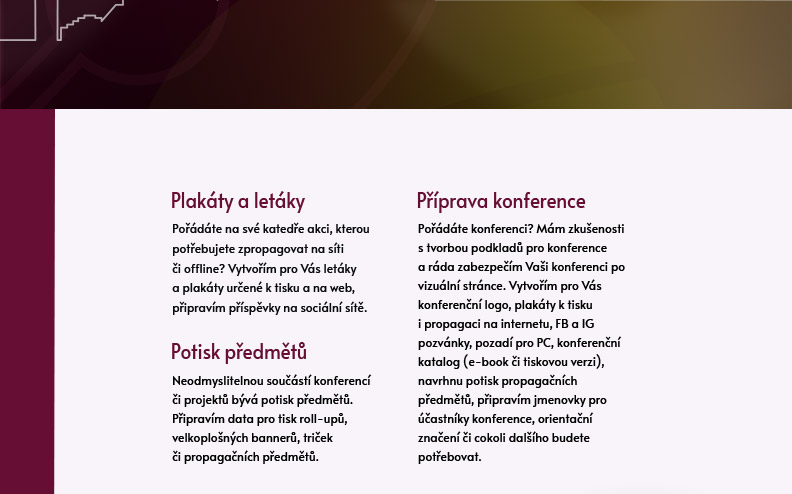 Plakáty a letáky
Pořádáte na své katedře akci, kterou
potřebujete zpropagovat na síti
či offline? Vytvořím pro Vás letáky
a plakáty určené k tisku a na web,
připravím příspěvky na sociální sítě.
Potisk předmětů
Neodmyslitelnou součástí konferencí
či projektů bývá potisk předmětů.
Připravím data pro tisk roll-upů,
velkoplošných bannerů, triček
či propagačních předmětů.
Příprava konference
Pořádáte konferenci? Mám zkušenosti
s tvorbou podkladů pro konference
a ráda zabezpečím Vaši konferenci po
vizuální stránce. Vytvořím pro Vás
konferenční logo, plakáty k tisku
i propagaci na internetu, FB a IG
pozvánky, pozadí pro PC, konferenční
katalog (e-book či tiskovou verzi),
navrhnu potisk propagačních
předmětů, připravím jmenovky pro
účastníky konference, orientační
značení či cokoli dalšího budete
potřebovat.